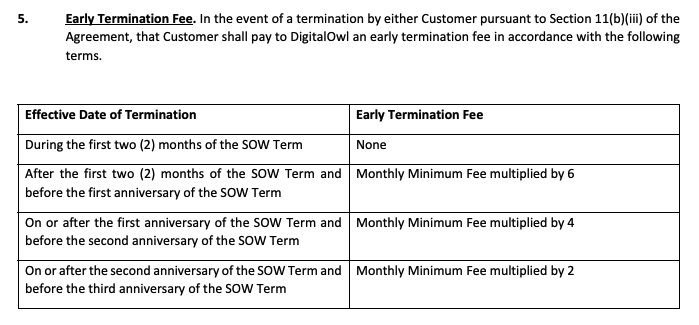 5. Early Termination Fee. In the event of a termination by either Customer pursuant to Section 11(b)(iii) of the
Agreement, that Customer shall pay to DigitalOwl an early termination fee in accordance with the following
terms.
Effective Date of Termination Early Termination Fee
During the first two (2) months of the SOW Term None
After the first two (2) months of the SOW Term and Monthly Minimum Fee multiplied by 6
before the first anniversary of the SOW Term
On or after the first anniversary of the SOW Term and Monthly Minimum Fee multiplied by 4
before the second anniversary of the SOW Term
On or after the second anniversary of the SOW Term and Monthly Minimum Fee multiplied by 2
before the third anniversary of the SOW Term